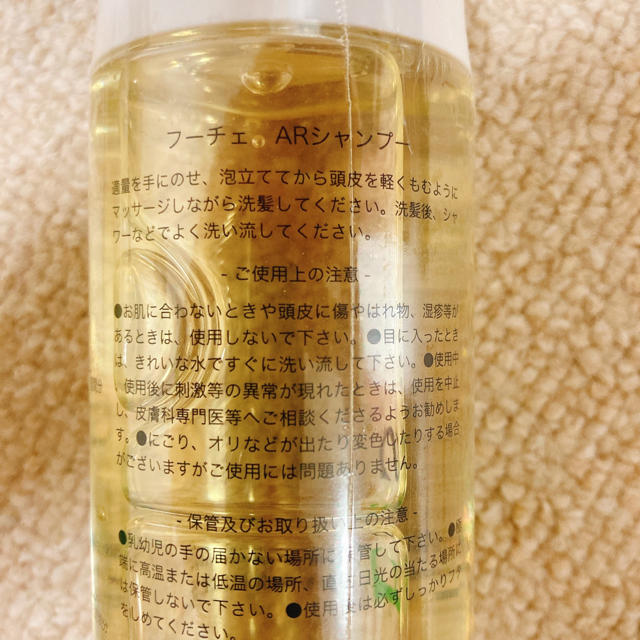 フーチェ ARシャンプー
適量を手にのせ、泡立ててから頭皮を軽くもむように
マッサージしながら洗髪してください。洗髪後、シャ
ワーなどでよく洗い流してください。
- ご使用上の注意 -
●お肌に合わないときや頭皮に傷やはれ物、湿疹等が
あるときは、使用しないで下さい。●目に入ったとき
は、きれいな水ですぐに洗い流して下さい。●使用中
、使用後に刺激等の異常が現れたときは、使用を中止
し、皮膚科専門医等へご相談くださるようお勧めしま
す。●にごり、オリなどが出たり変色したりする場合
がございますがご使用には問題ありません。
- 保管及びお取り扱い上の注意 -
●乳幼児の手の届かない場所に保管して下さい。●極
端に高温または低温の場所、直射日光の当たる場所に
は保管しないで下さい。●使用後は必ずしっかりフタ
をしめてください。